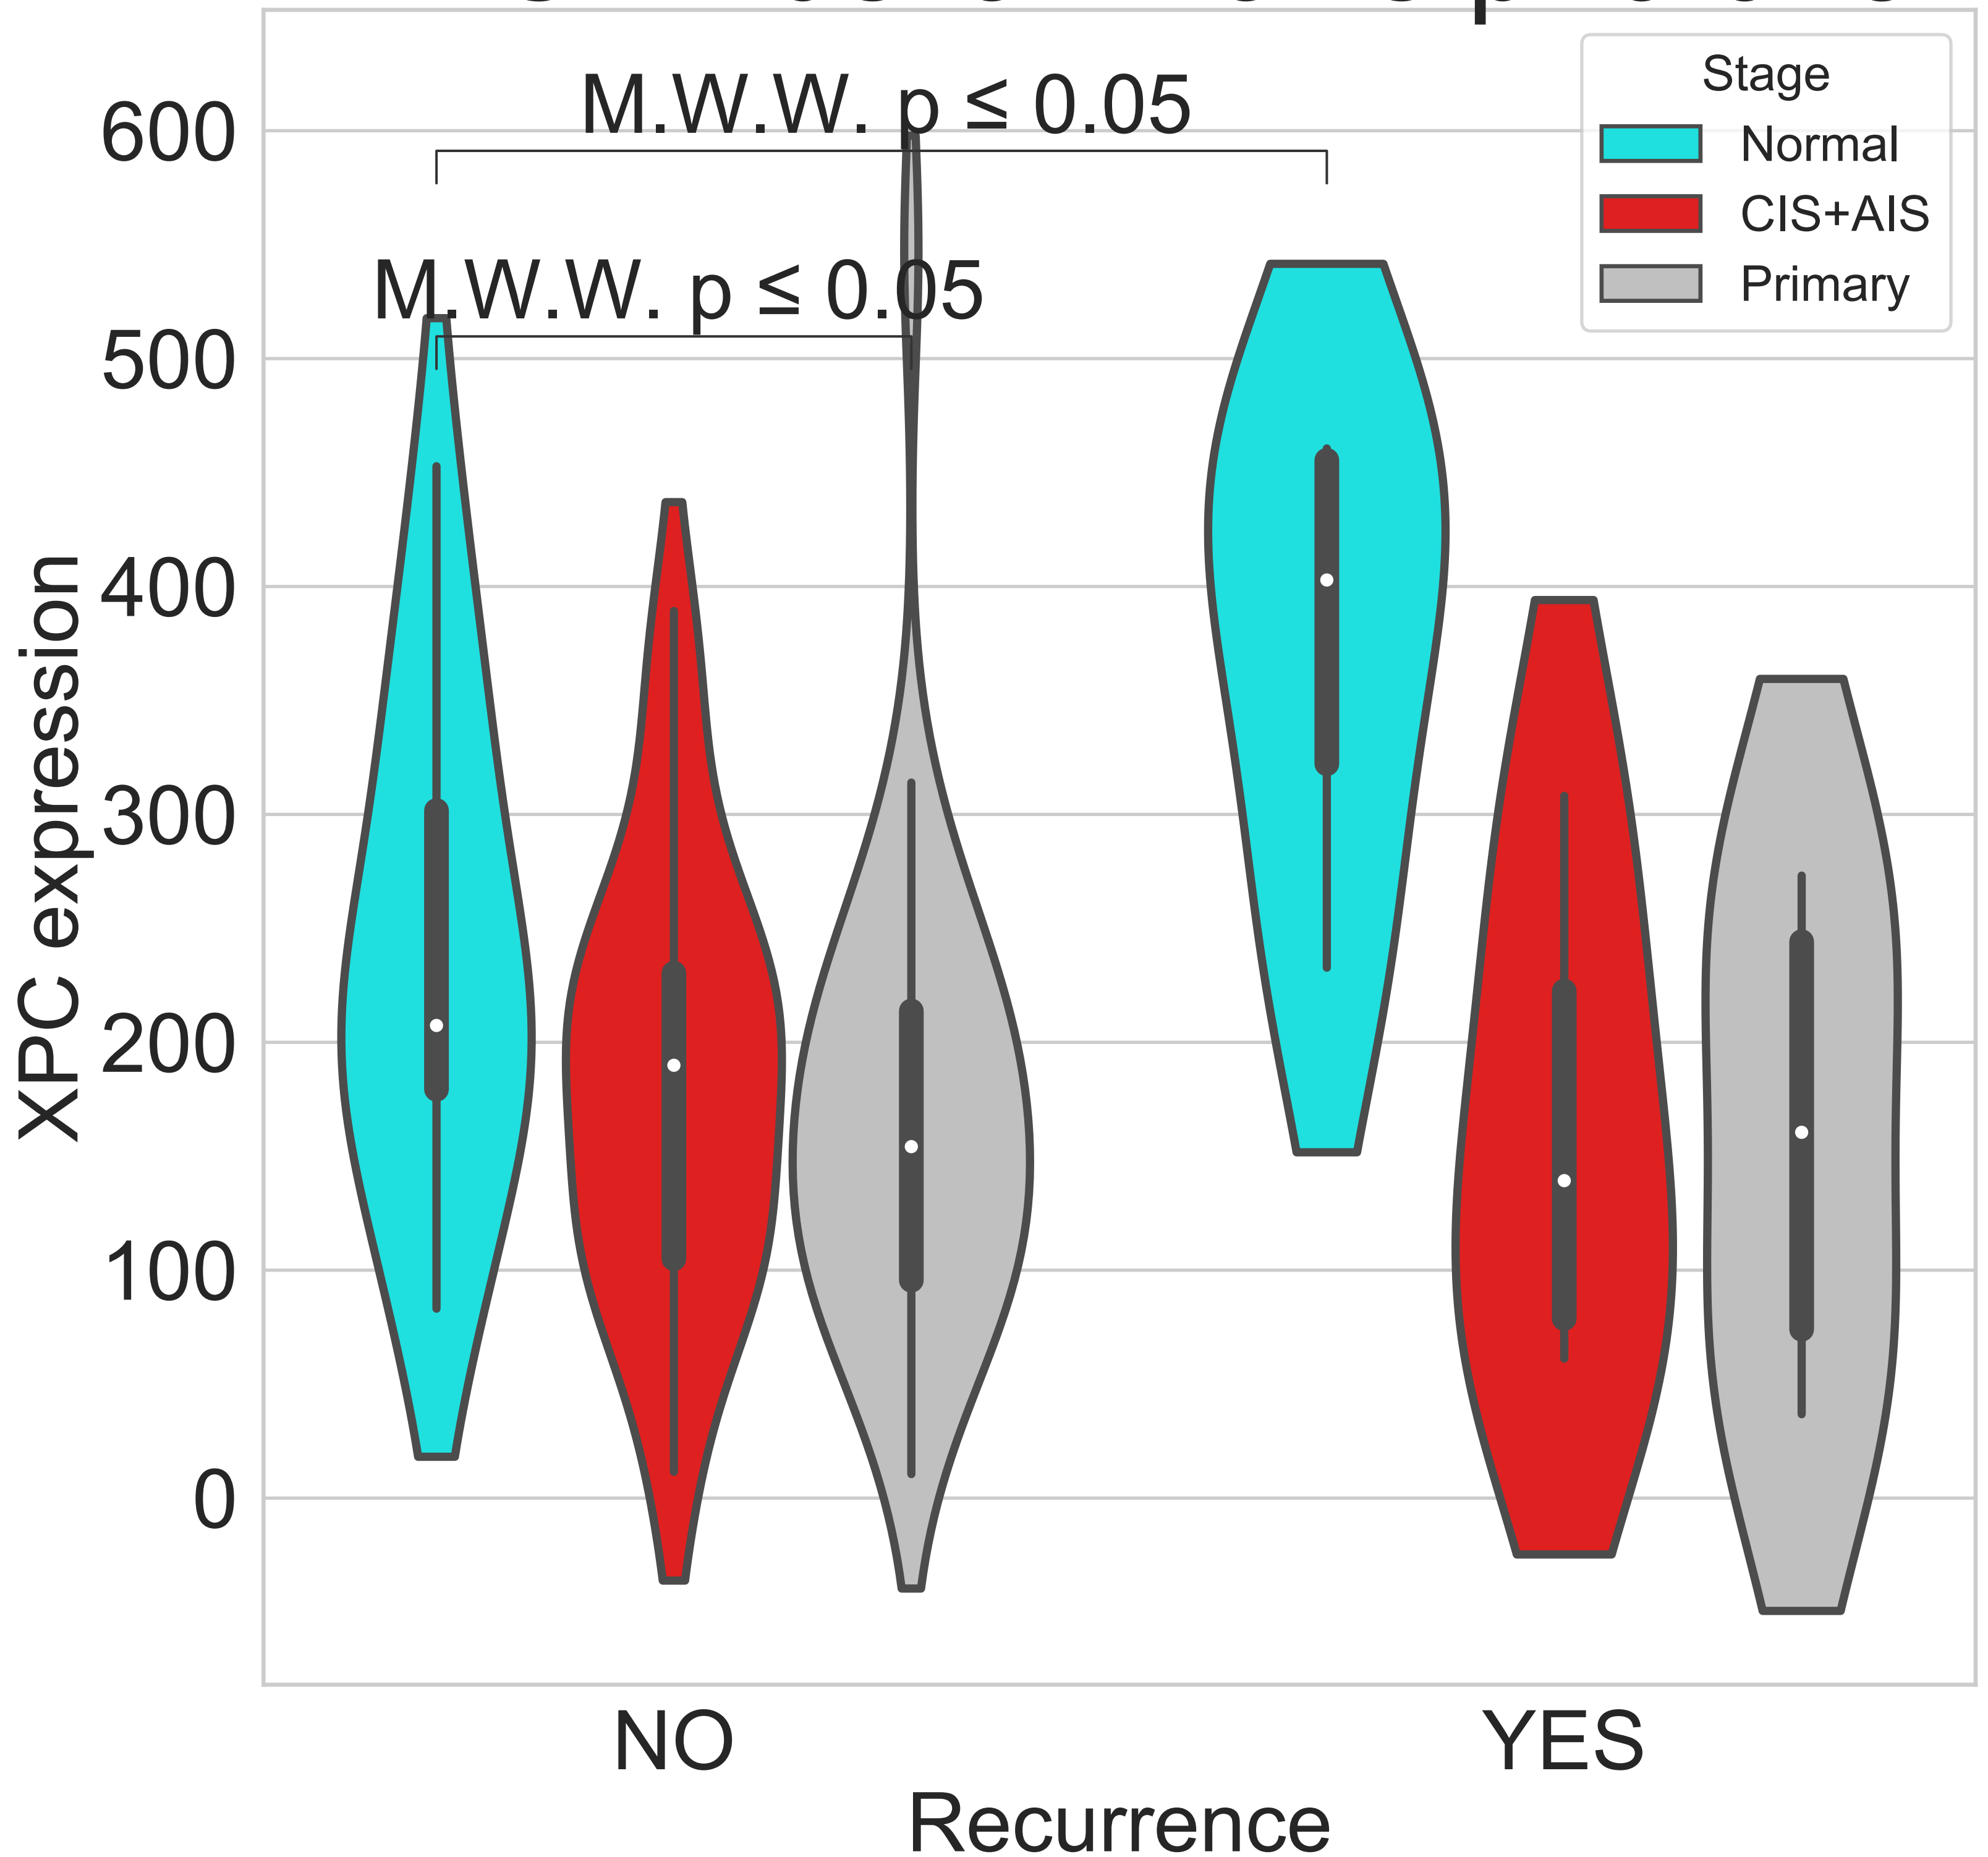 M.W.W. p ≤ 0.05
M.W.W. p ≤ 0.05
Stage
Normal
CIS+AIS
Primary
600
500
400
300
200
100
0
XPC expression
NO
YES
Recurrence